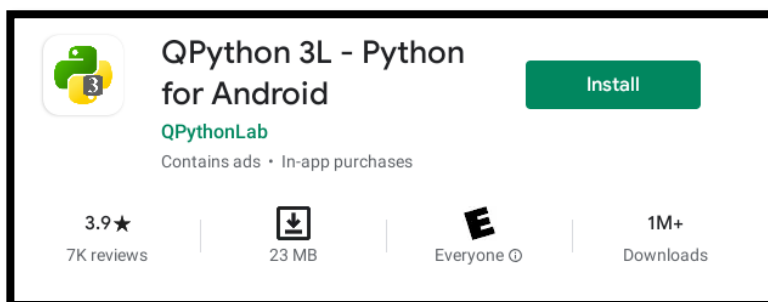 QPython 3L - Python
for Android
Install
QPythonLab
Contains ads • In-app purchases
3
3.9★
7K reviews
23 MB
E
Everyone ⓘ
1M+
Downloads